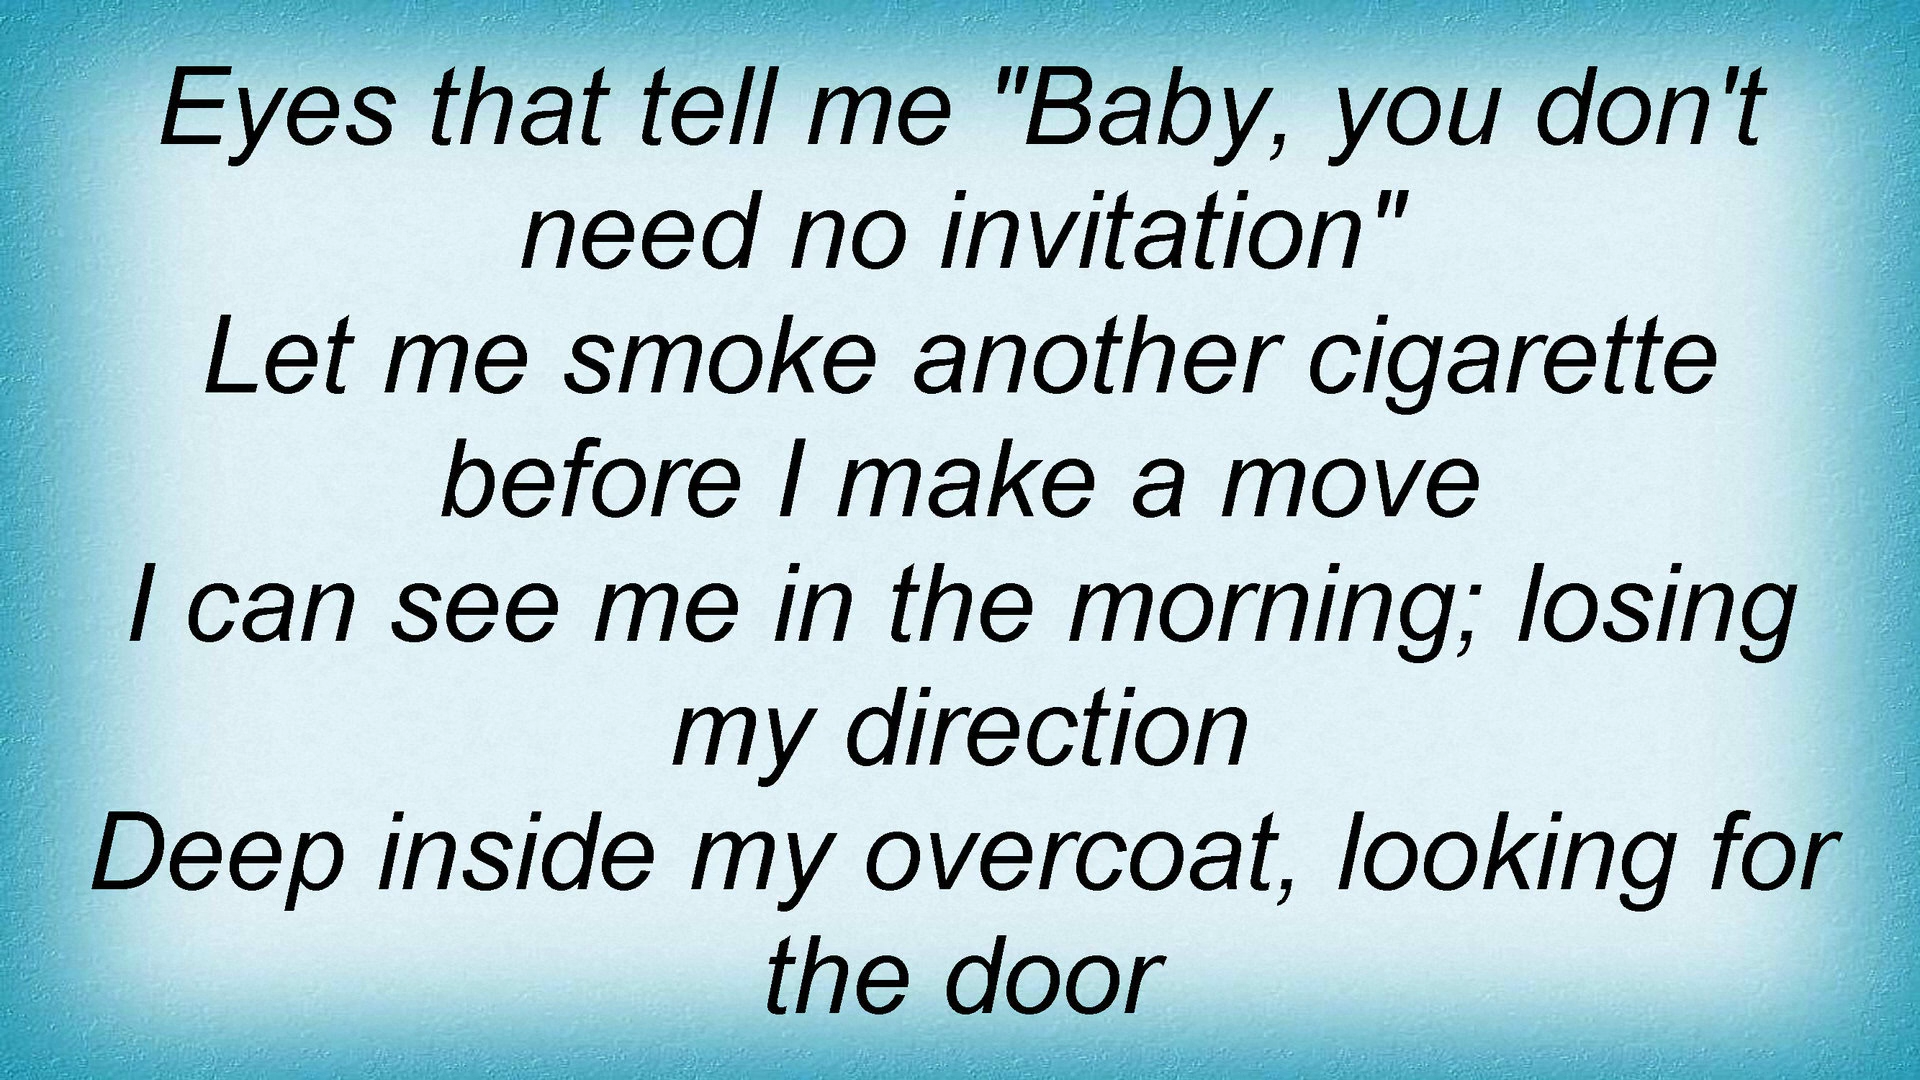 Eyes that tell me "Baby, you don't
need no invitation"
Let me smoke another cigarette
before I make a move
I can see me in the morning; losing
my direction
Deep inside my overcoat, looking for
the door